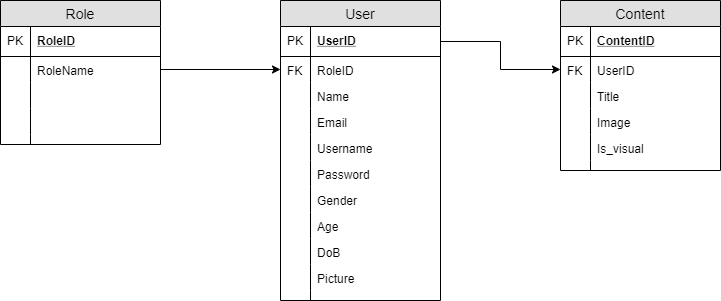 Role
PK RoleID
RoleName
User
PK UserID
FK RoleID
Name
Email
Username
Password
Gender
Age
DoB
Picture
Content
PK ContentID
FK UserID
Title
Image
Is_visual